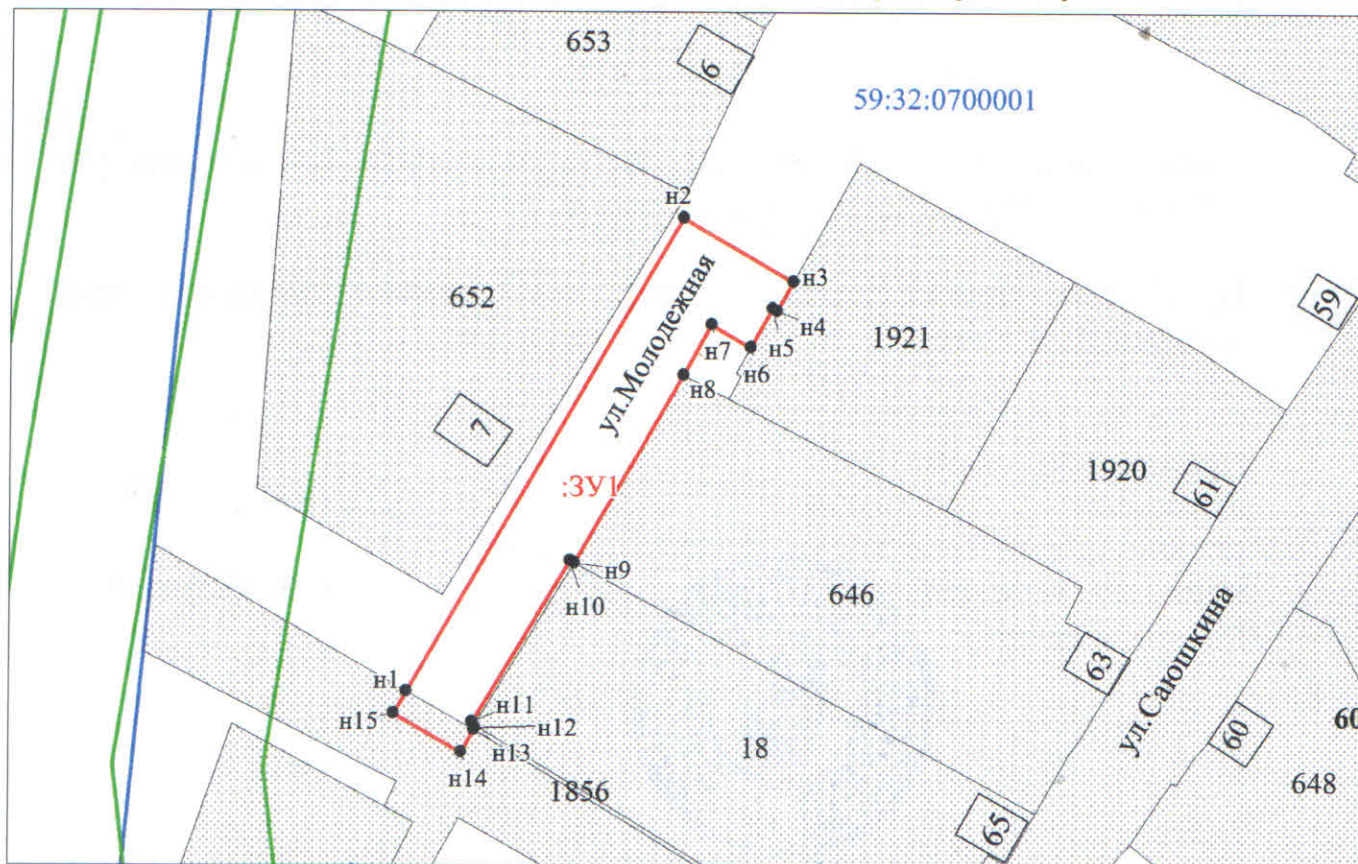 653
6
59:32:0700001
н2
652
ул.Молодежная
н3
н4
н5
1921
59
н7
н6
н8
7
1920
61
:ЗУ1
н9
н10
646
63
ул.Саюшкина
н1
н15
н11
н12
н13
н14
18
60
60
1856
648
65